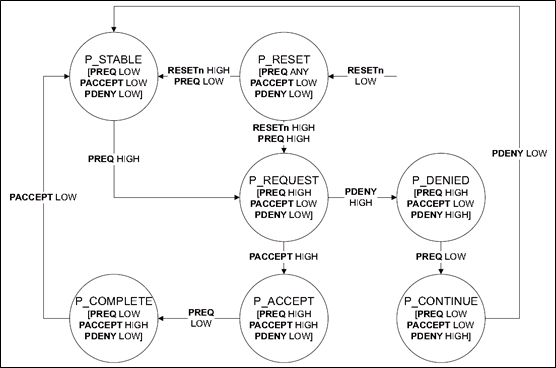 P_STABLE
[PREQ LOW
PACCEPT LOW
PDENY LOW]
RESETn HIGH
PREQ LOW
P_RESET
[PREQ ANY
PACCEPT LOW
PDENY LOW]
RESETn
LOW
RESETn HIGH
PREQ HIGH
PREQ HIGH
PDENY LOW
P_REQUEST
[PREQ HIGH
PACCEPT LOW
PDENY LOW]
PDENY
HIGH
P_DENIED
[PREQ HIGH
PACCEPT LOW
PDENY HIGH]
PACCEPT LOW
PACCEPT HIGH
PREQ LOW
P_COMPLETE
[PREQ LOW
PACCEPT HIGH
PDENY LOW]
PREQ
LOW
P_ACCEPT
[PREQ HIGH
PACCEPT HIGH
PDENY LOW]
P_CONTINUE
[PREQ LOW
PACCEPT LOW
PDENY HIGH]